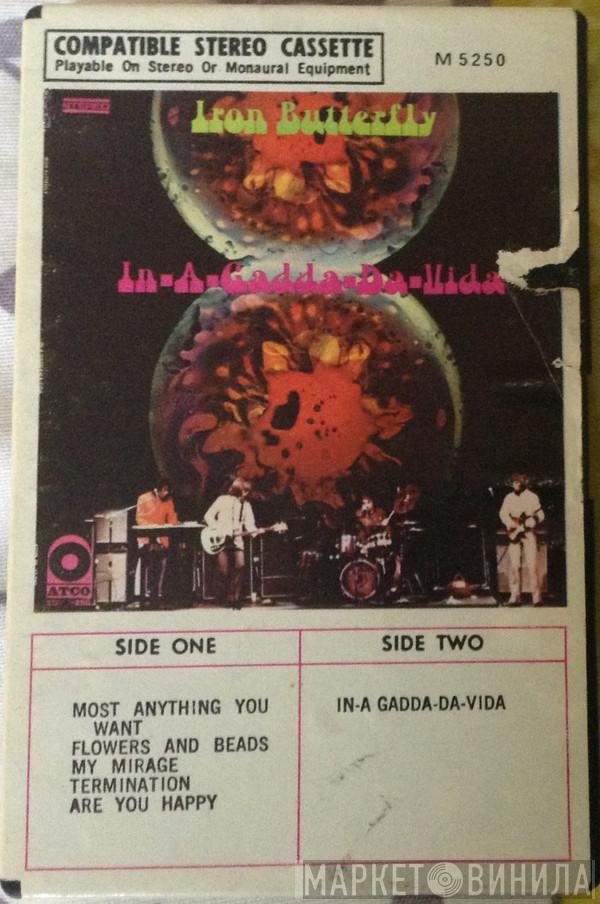 COMPATIBLE STEREO CASSETTE
Playable On Stereo Or Monaural Equipment
M 5250
STEREO
Iron Butterfly
In-A-Gadda-Da-Vida
ATCO
SIDE ONE
MOST ANYTHING YOU
WANT
FLOWERS AND BEADS
MY MIRAGE
TERMINATION
ARE YOU HAPPY
SIDE TWO
IN-A GADDA-DA-VIDA
МАРКЕТ ВИНИЛА